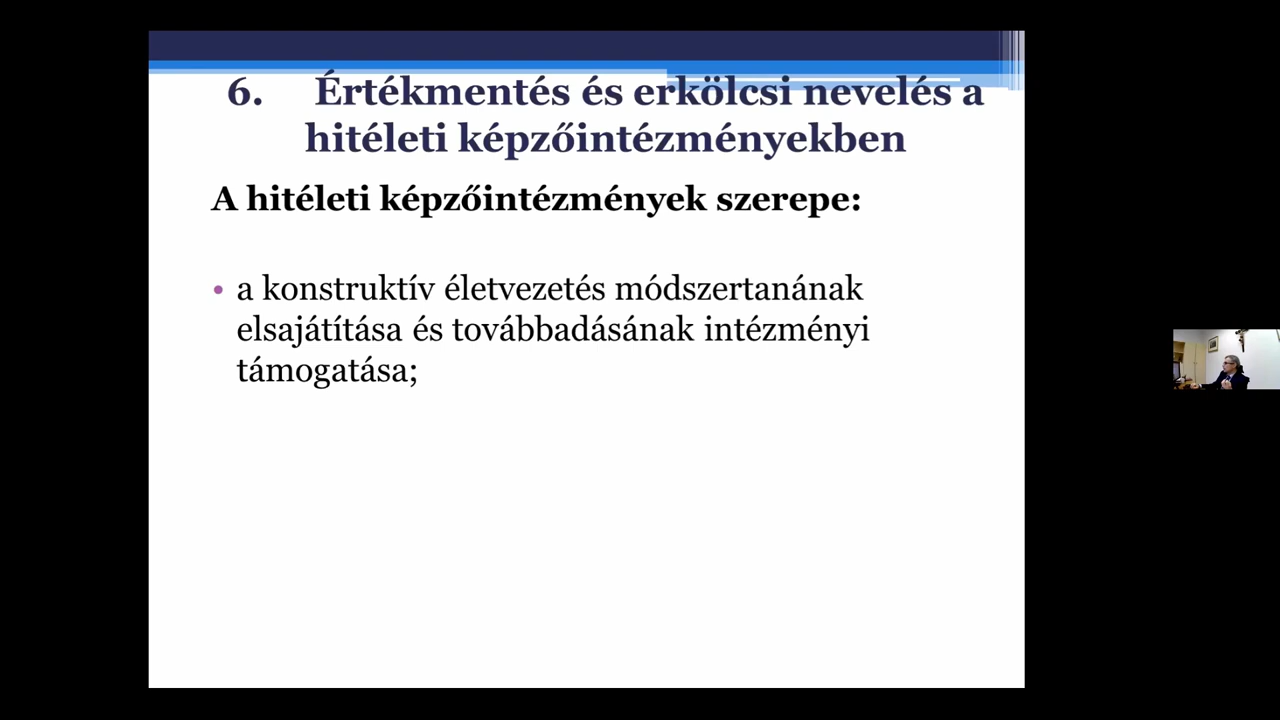 6. Értékmentés és erkölcsi nevelés a
hitéleti képzőintézményekben
A hitéleti képzőintézmények szerepe:
• a konstruktív életvezetés módszertanának
elsajátítása és továbbadásának intézményi
támogatása;